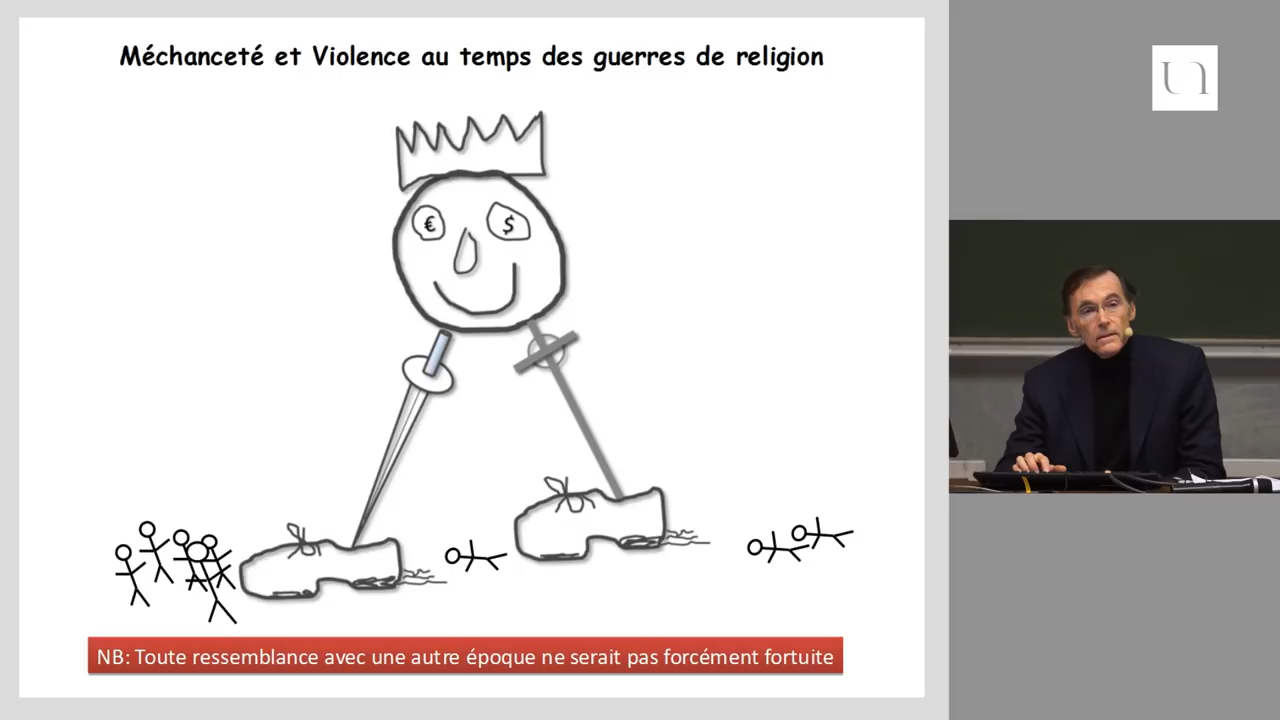 Méchanceté et Violence au temps des guerres de religion
€ $
NB: Toute ressemblance avec une autre époque ne serait pas forcément fortuite